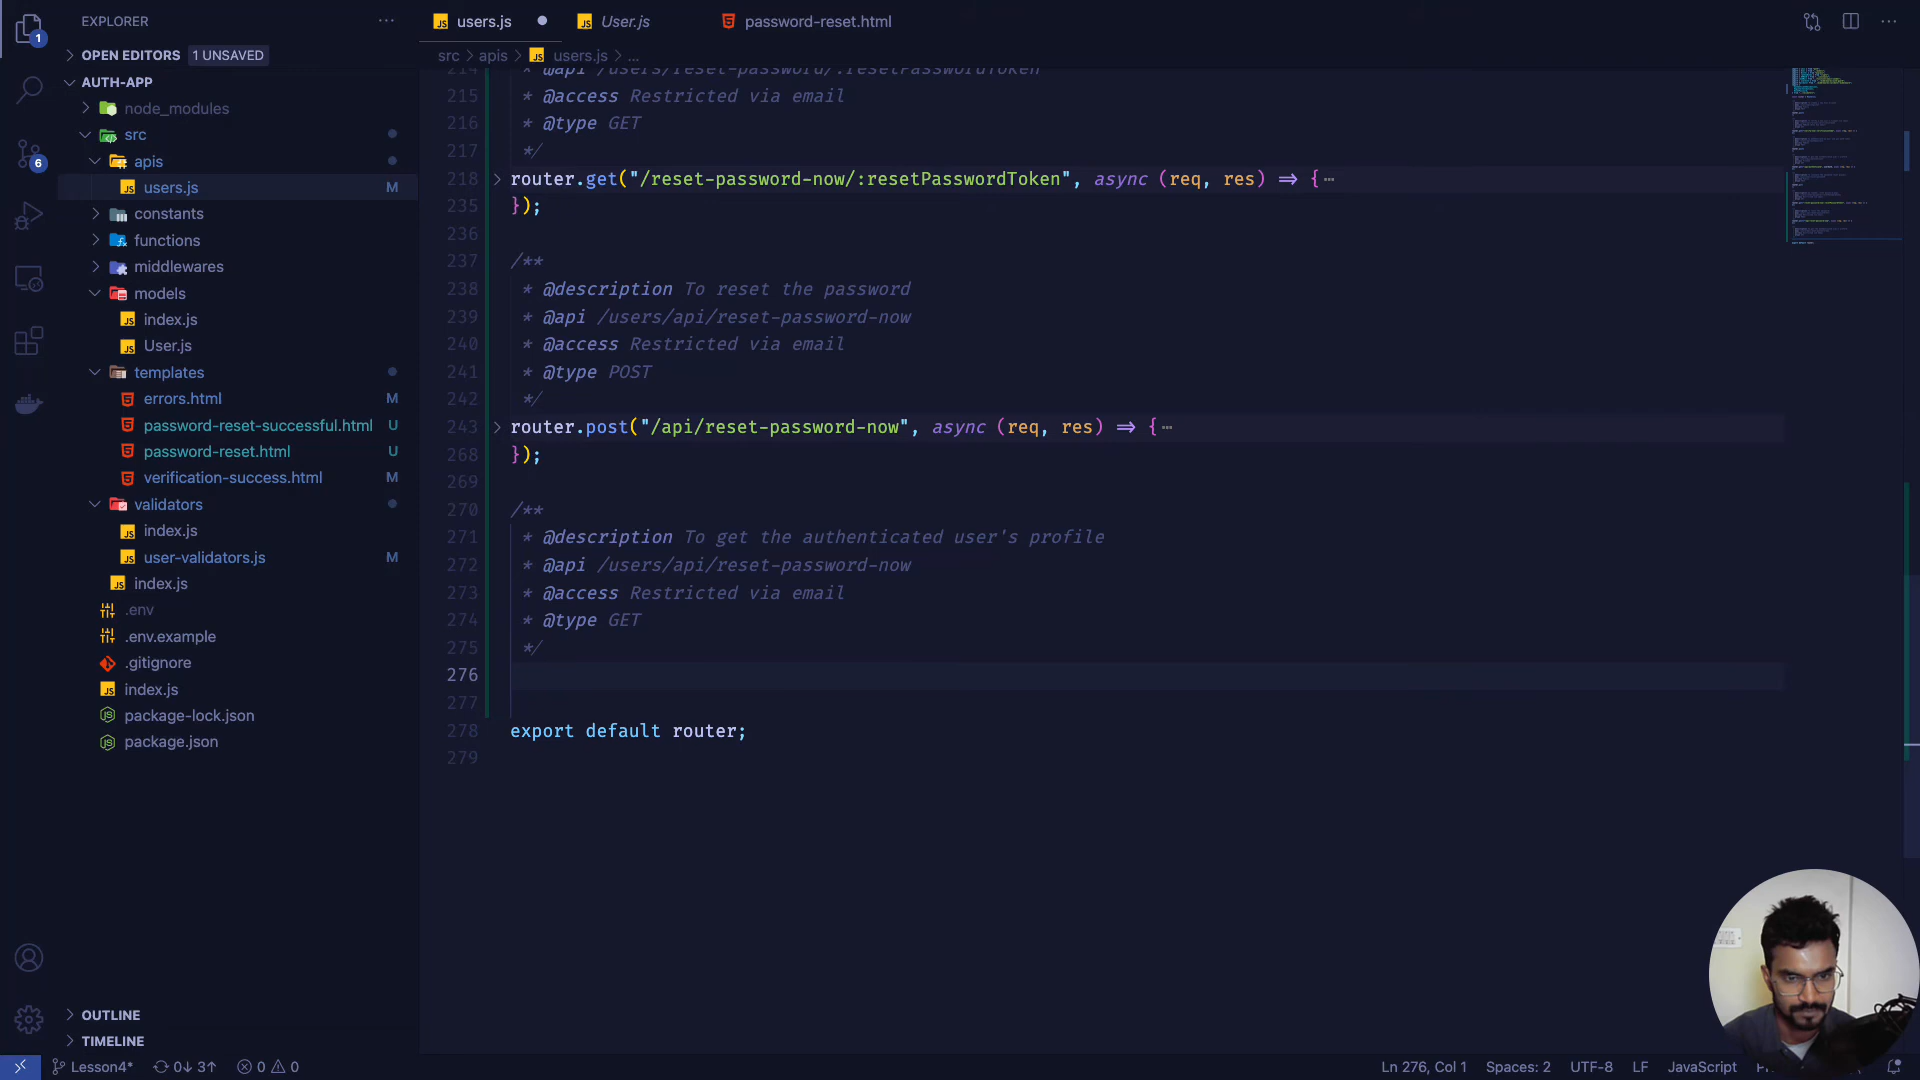 EXPLORER
OPEN EDITORS 1 UNSAVED
AUTH-APP
node_modules
src
apis
users.js M
constants
functions
middlewares
models
index.js
User.js
templates
errors.html M
password-reset-successful.html U
password-reset.html U
verification-success.html M
validators
index.js
user-validators.js M
index.js
.env
.env.example
.gitignore
index.js
package-lock.json
package.json
OUTLINE
TIMELINE
1
6
users.js
User.js
password-reset.html
src > apis > users.js > ...
214 * @api /users/reset-password/:resetPasswordToken
215 * @access Restricted via email
216 * @type GET
217 */
218 router.get("/reset-password-now/:resetPasswordToken", async (req, res) => {
235 });
236
237 /**
238 * @description To reset the password
239 * @api /users/api/reset-password-now
240 * @access Restricted via email
241 * @type POST
242 */
243 router.post("/api/reset-password-now", async (req, res) => {
268 });
269
270 /**
271 * @description To get the authenticated user's profile
272 * @api /users/api/reset-password-now
273 * @access Restricted via email
274 * @type GET
275 */
276
277
278 export default router;
279
Lesson4* 0↓ 3↑ 0 0
Ln 276, Col 1 Spaces: 2 UTF-8 LF JavaScript